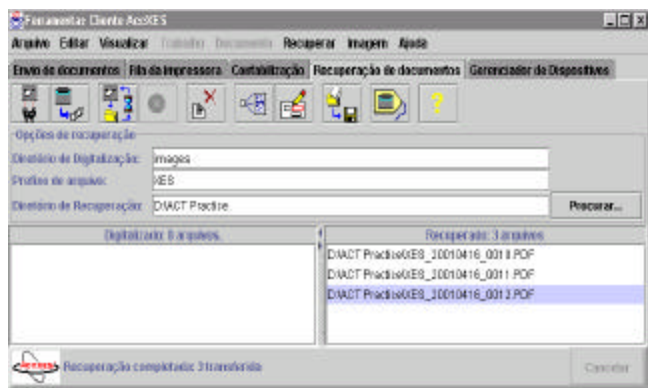 Ferramentas Cliente AccXES
Arquivo Editar Visualizar Trabalho Documento Recuperar Imagem Ajuda
Envio de documentos Fila da impressora Contabilização Recuperação de documentos Gerenciador de Dispositivos
Opções de recuperação
Diretório de Digitalização: images
Prefixo de arquivo: XES
Diretório de Recuperação: D:\ACT Practice Procurar...
Digitalizado: 0 arquivos. Recuperado: 3 arquivos
D:\ACT Practice\XES_20010416_0010.PDF
D:\ACT Practice\XES_20010416_0011.PDF
D:\ACT Practice\XES_20010416_0012.PDF
Recuperação completada: 3 transferida Cancelar